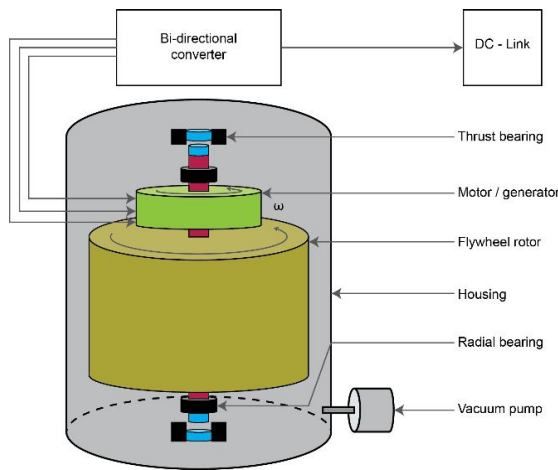 Bi-directional
converter
DC - Link
Thrust bearing
Motor / generator
ω
Flywheel rotor
Housing
Radial bearing
Vacuum pump